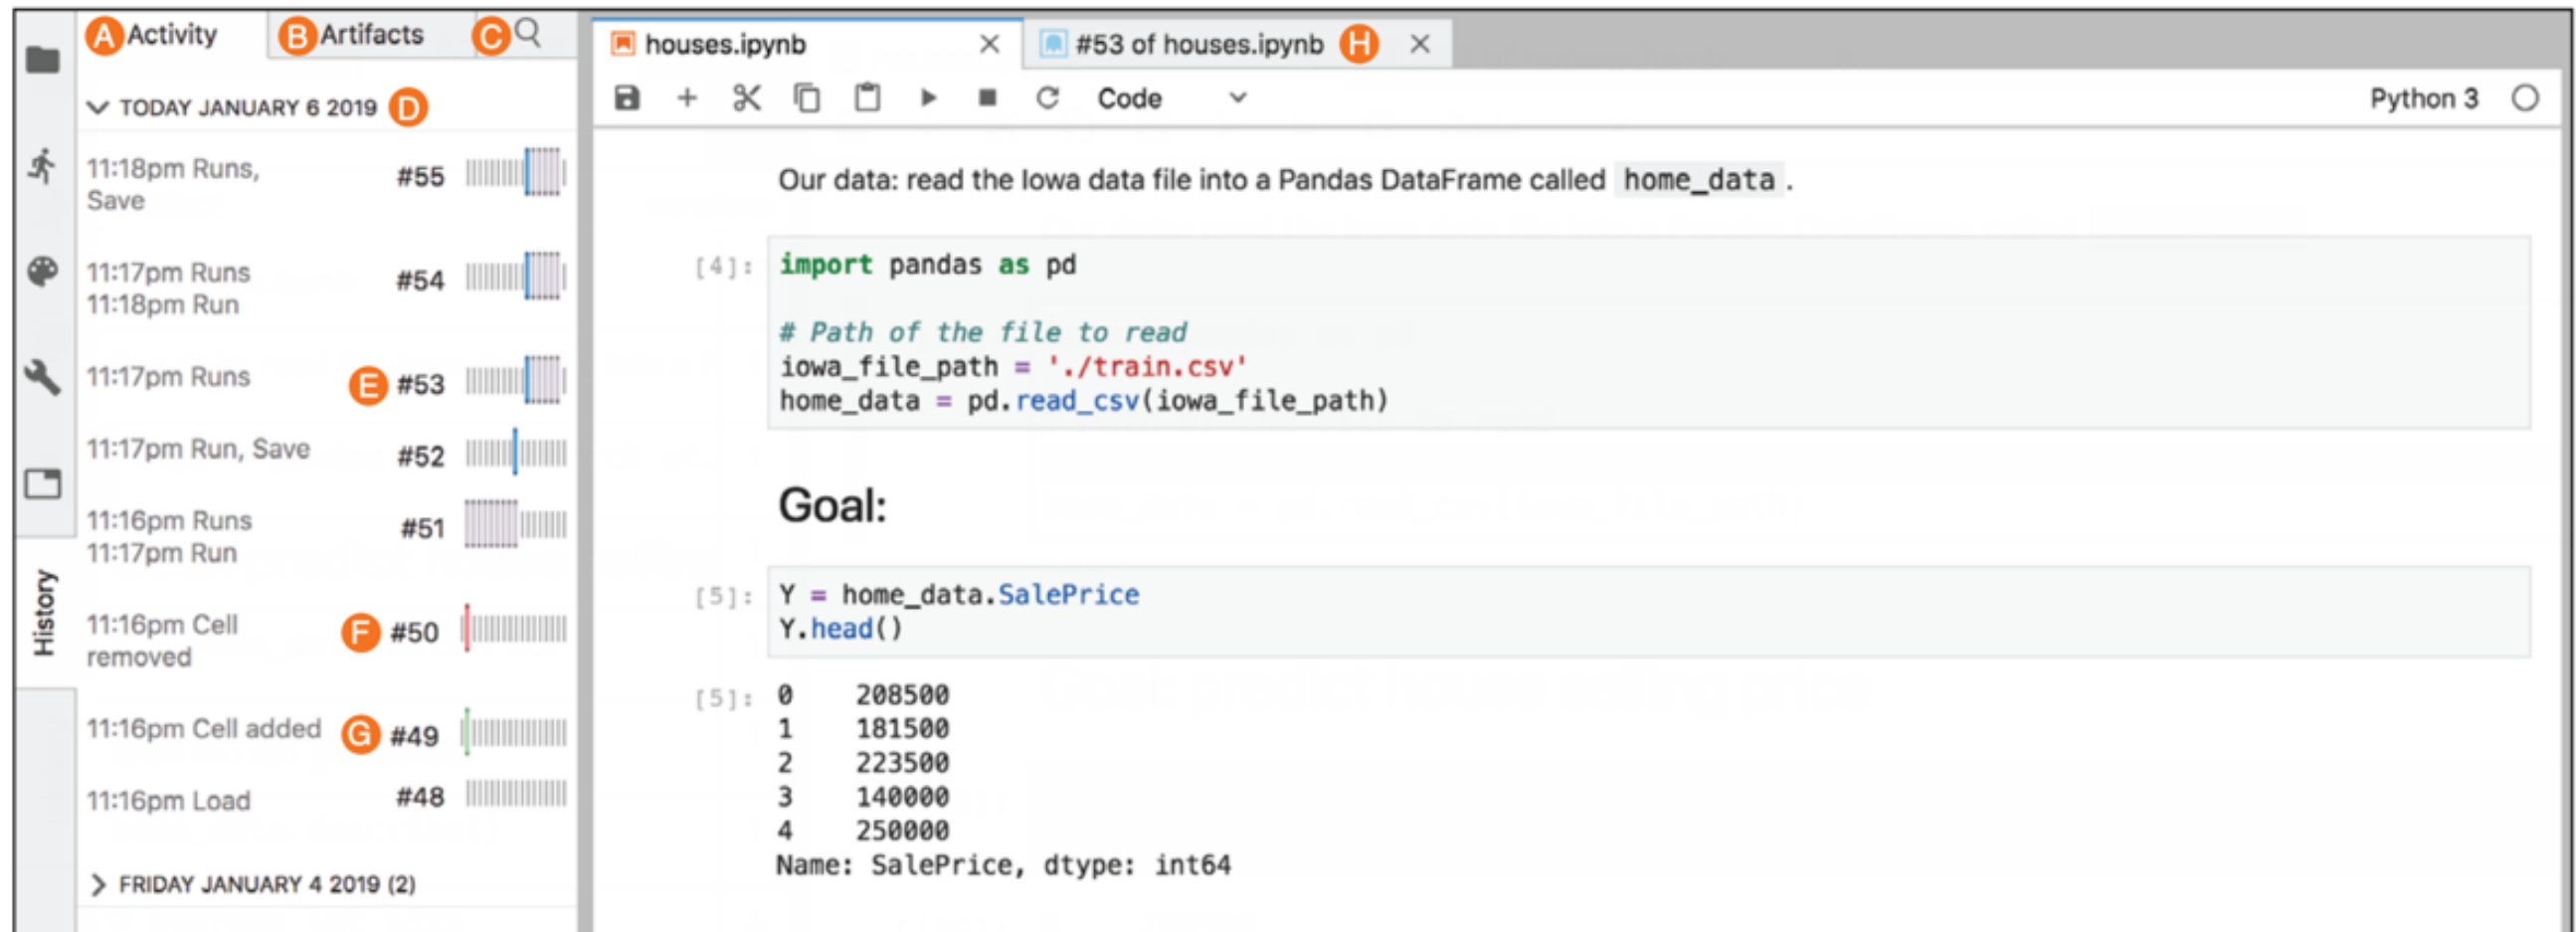 A Activity
B Artifacts
C
TODAY JANUARY 6 2019 D
11:18pm Runs, Save #55
11:17pm Runs
11:18pm Run #54
11:17pm Runs E #53
11:17pm Run, Save #52
11:16pm Runs
11:17pm Run #51
11:16pm Cell removed F #50
11:16pm Cell added G #49
11:16pm Load #48
FRIDAY JANUARY 4 2019 (2)
History
houses.ipynb
#53 of houses.ipynb H
Code
Python 3
Our data: read the Iowa data file into a Pandas DataFrame called home_data .
[4]: import pandas as pd
# Path of the file to read
iowa_file_path = './train.csv'
home_data = pd.read_csv(iowa_file_path)
Goal:
[5]: Y = home_data.SalePrice
Y.head()
[5]: 0 208500
1 181500
2 223500
3 140000
4 250000
Name: SalePrice, dtype: int64